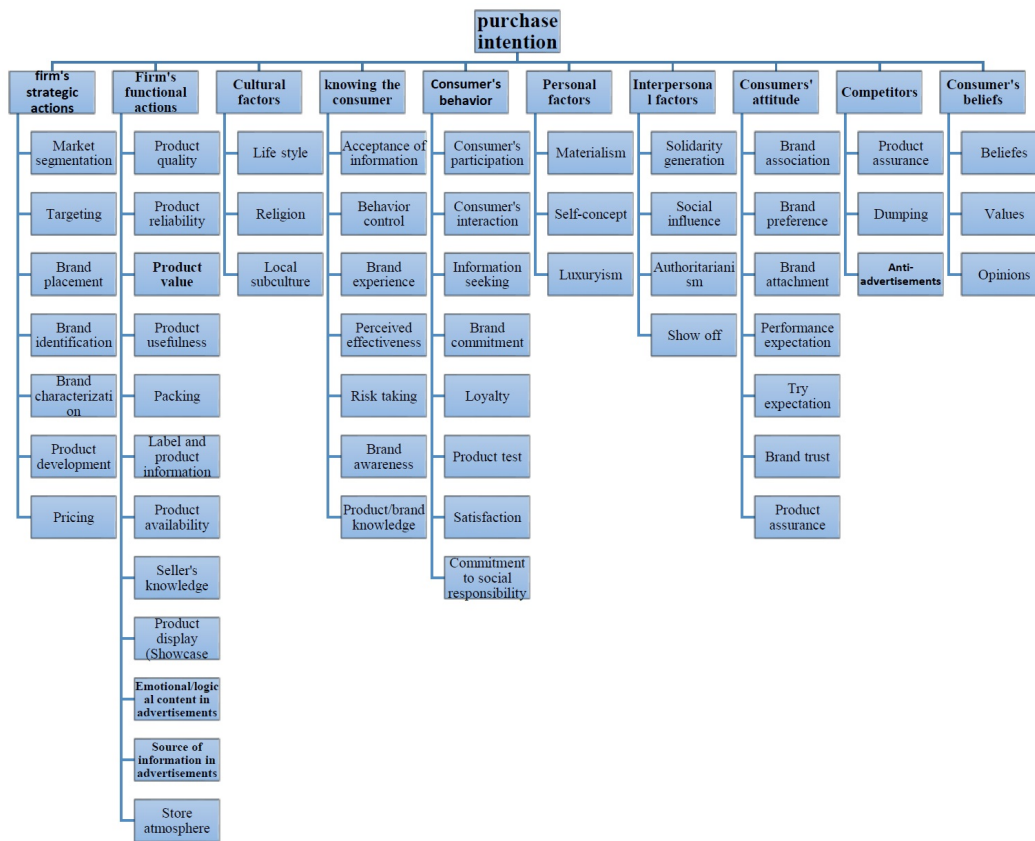 purchase
intention
firm's
strategic
actions
Market
segmentation
Targeting
Brand
placement
Brand
identification
Brand
characterizati
on
Product
development
Pricing
Firm's
functional
actions
Product
quality
Product
reliability
Product
value
Product
usefulness
Packing
Label and
product
information
Product
availability
Seller's
knowledge
Product
display
(Showcase
Emotional/logic
al content in
advertisements
Source of
information in
advertisements
Store
atmosphere
Cultural
factors
Life style
Religion
Local
subculture
knowing the
consumer
Acceptance of
information
Behavior
control
Brand
experience
Perceived
effectiveness
Risk taking
Brand
awareness
Product/brand
knowledge
Consumer's
behavior
Consumer's
participation
Consumer's
interaction
Information
seeking
Brand
commitment
Loyalty
Product test
Satisfaction
Commitment
to social
responsibility
Personal
factors
Materialism
Self-concept
Luxuryism
Interpersona
l factors
Solidarity
generation
Social
influence
Authoritariani
sm
Show off
Consumers'
attitude
Brand
association
Brand
preference
Brand
attachment
Performance
expectation
Try
expectation
Brand trust
Product
assurance
Competitors
Product
assurance
Dumping
Anti-
advertisements
Consumer's
beliefs
Beliefes
Values
Opinions